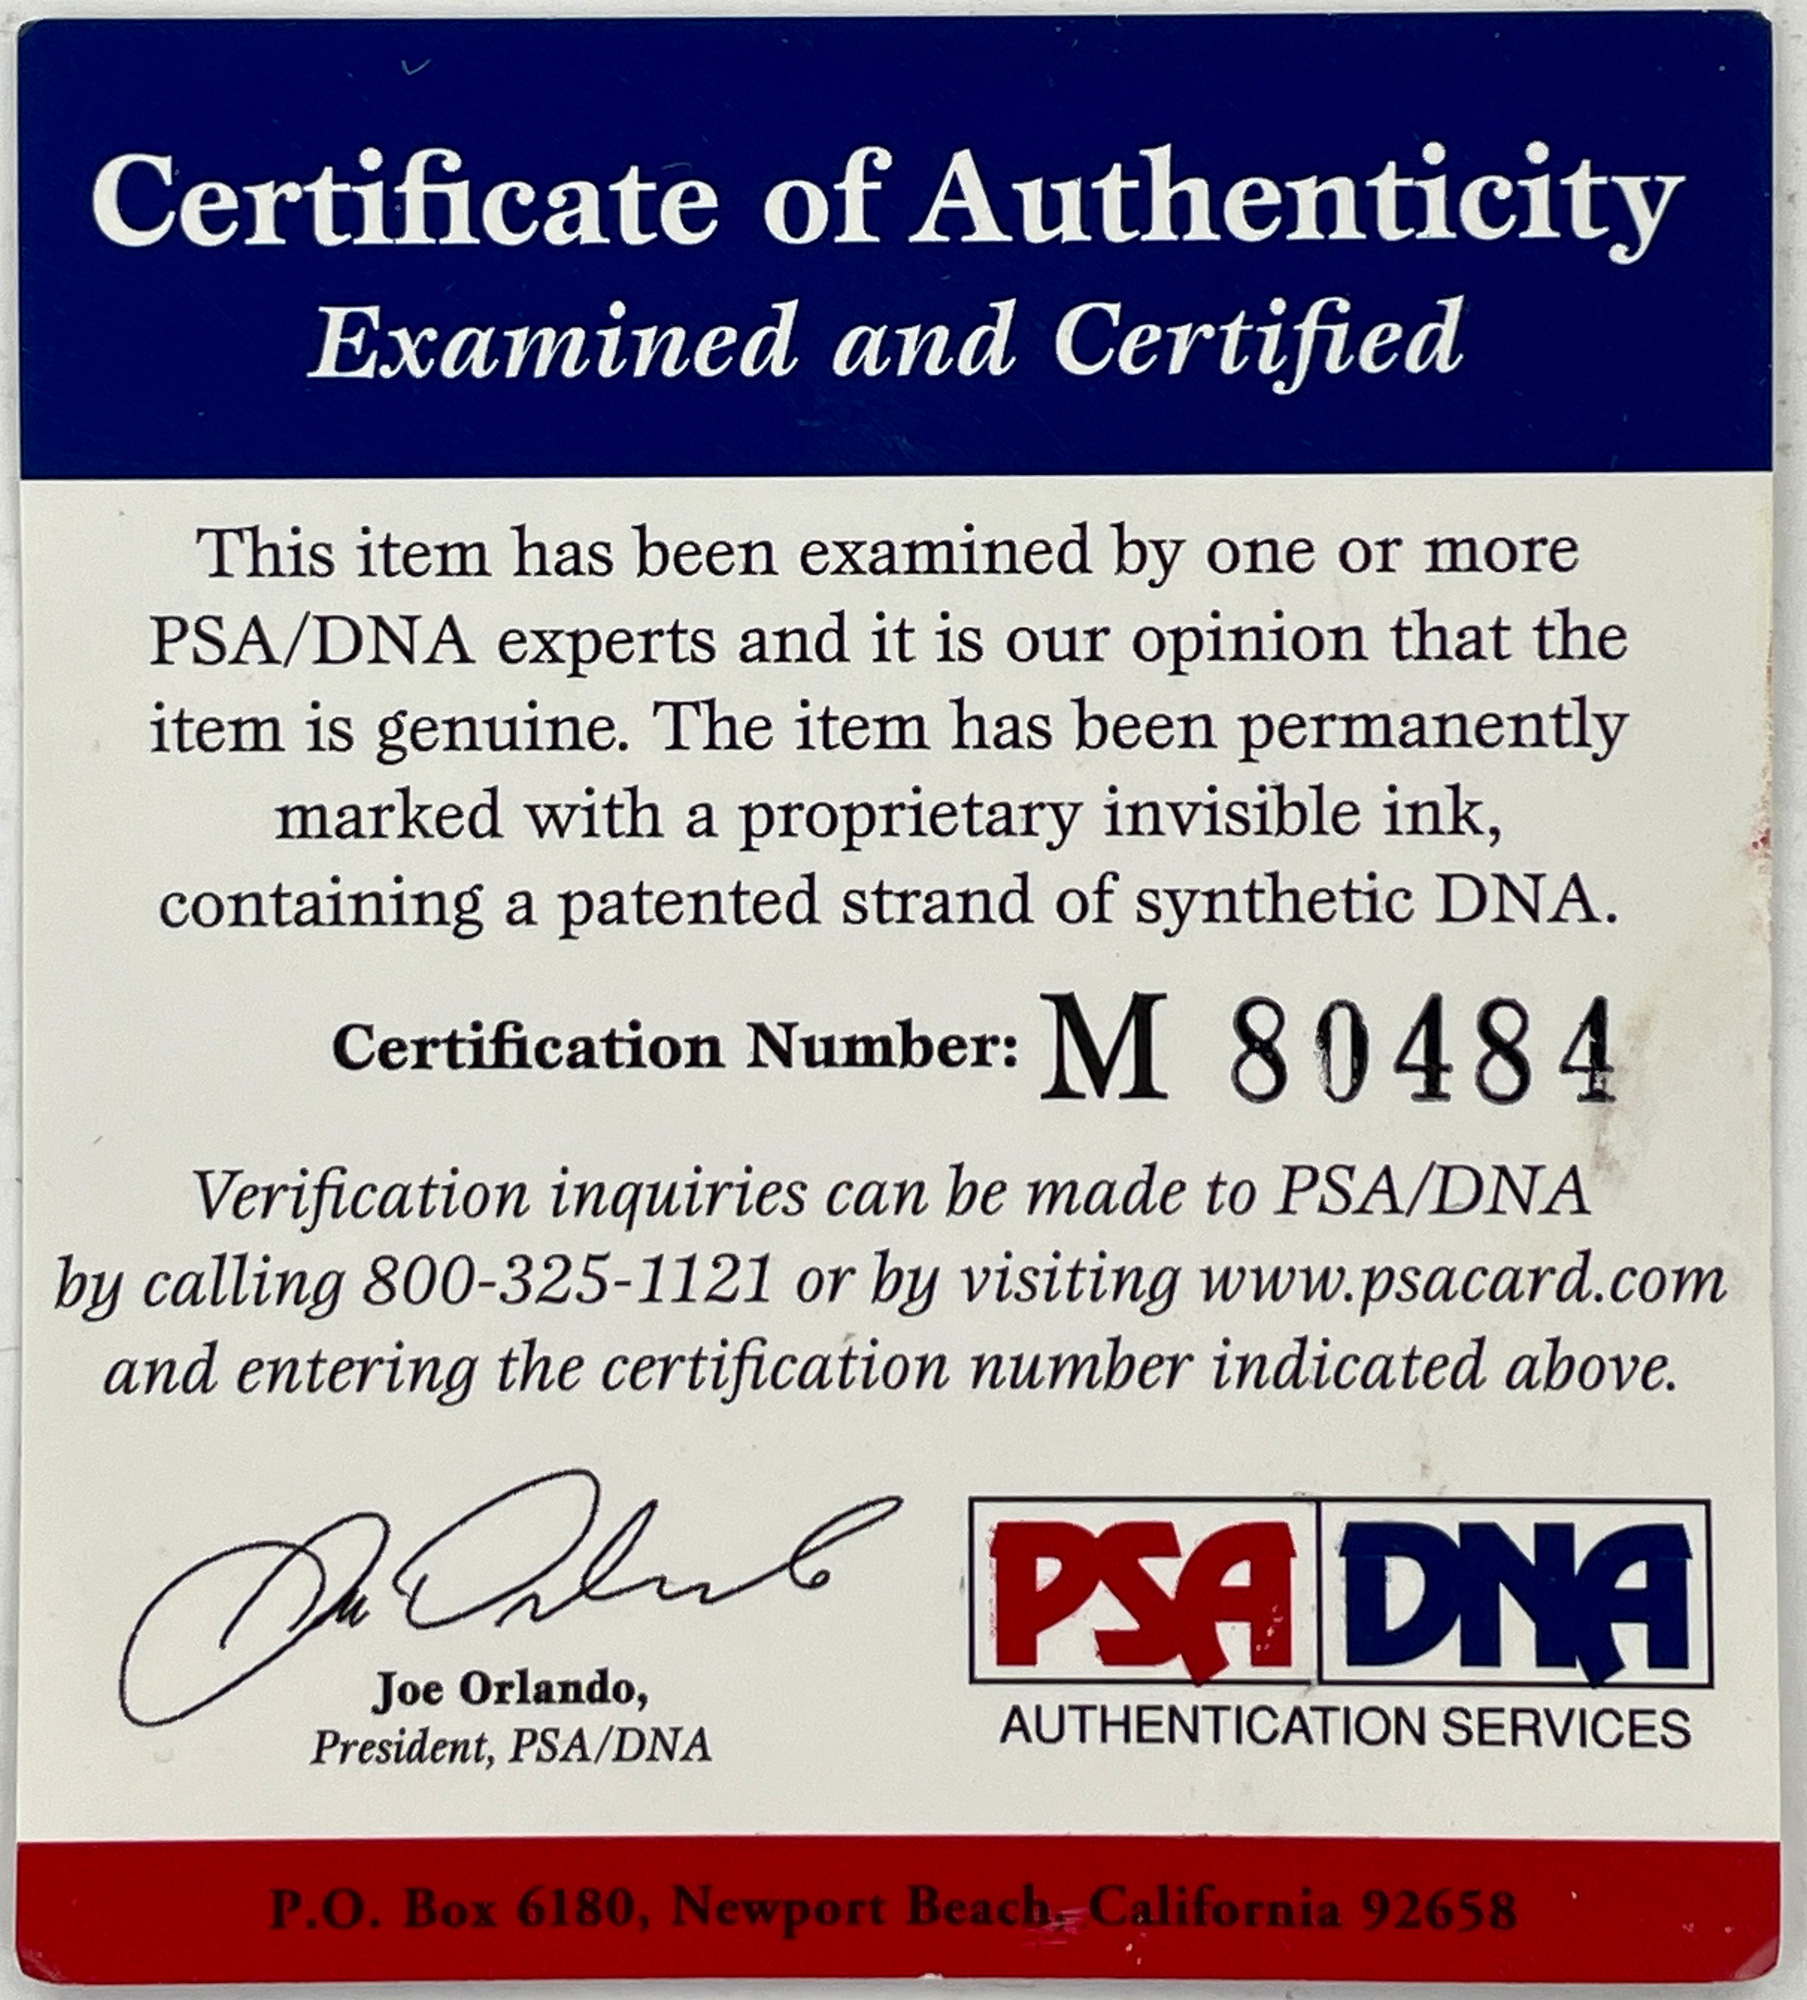 Certificate of Authenticity
Examined and Certified
This item has been examined by one or more
PSA/DNA experts and it is our opinion that the
item is genuine. The item has been permanently
marked with a proprietary invisible ink,
containing a patented strand of synthetic DNA.
Certification Number: M 80484
Verification inquiries can be made to PSA/DNA
by calling 800-325-1121 or by visiting www.psacard.com
and entering the certification number indicated above.
Joe Orlando
Joe Orlando,
President, PSA/DNA
PSA DNA
AUTHENTICATION SERVICES
P.O. Box 6180, Newport Beach, California 92658